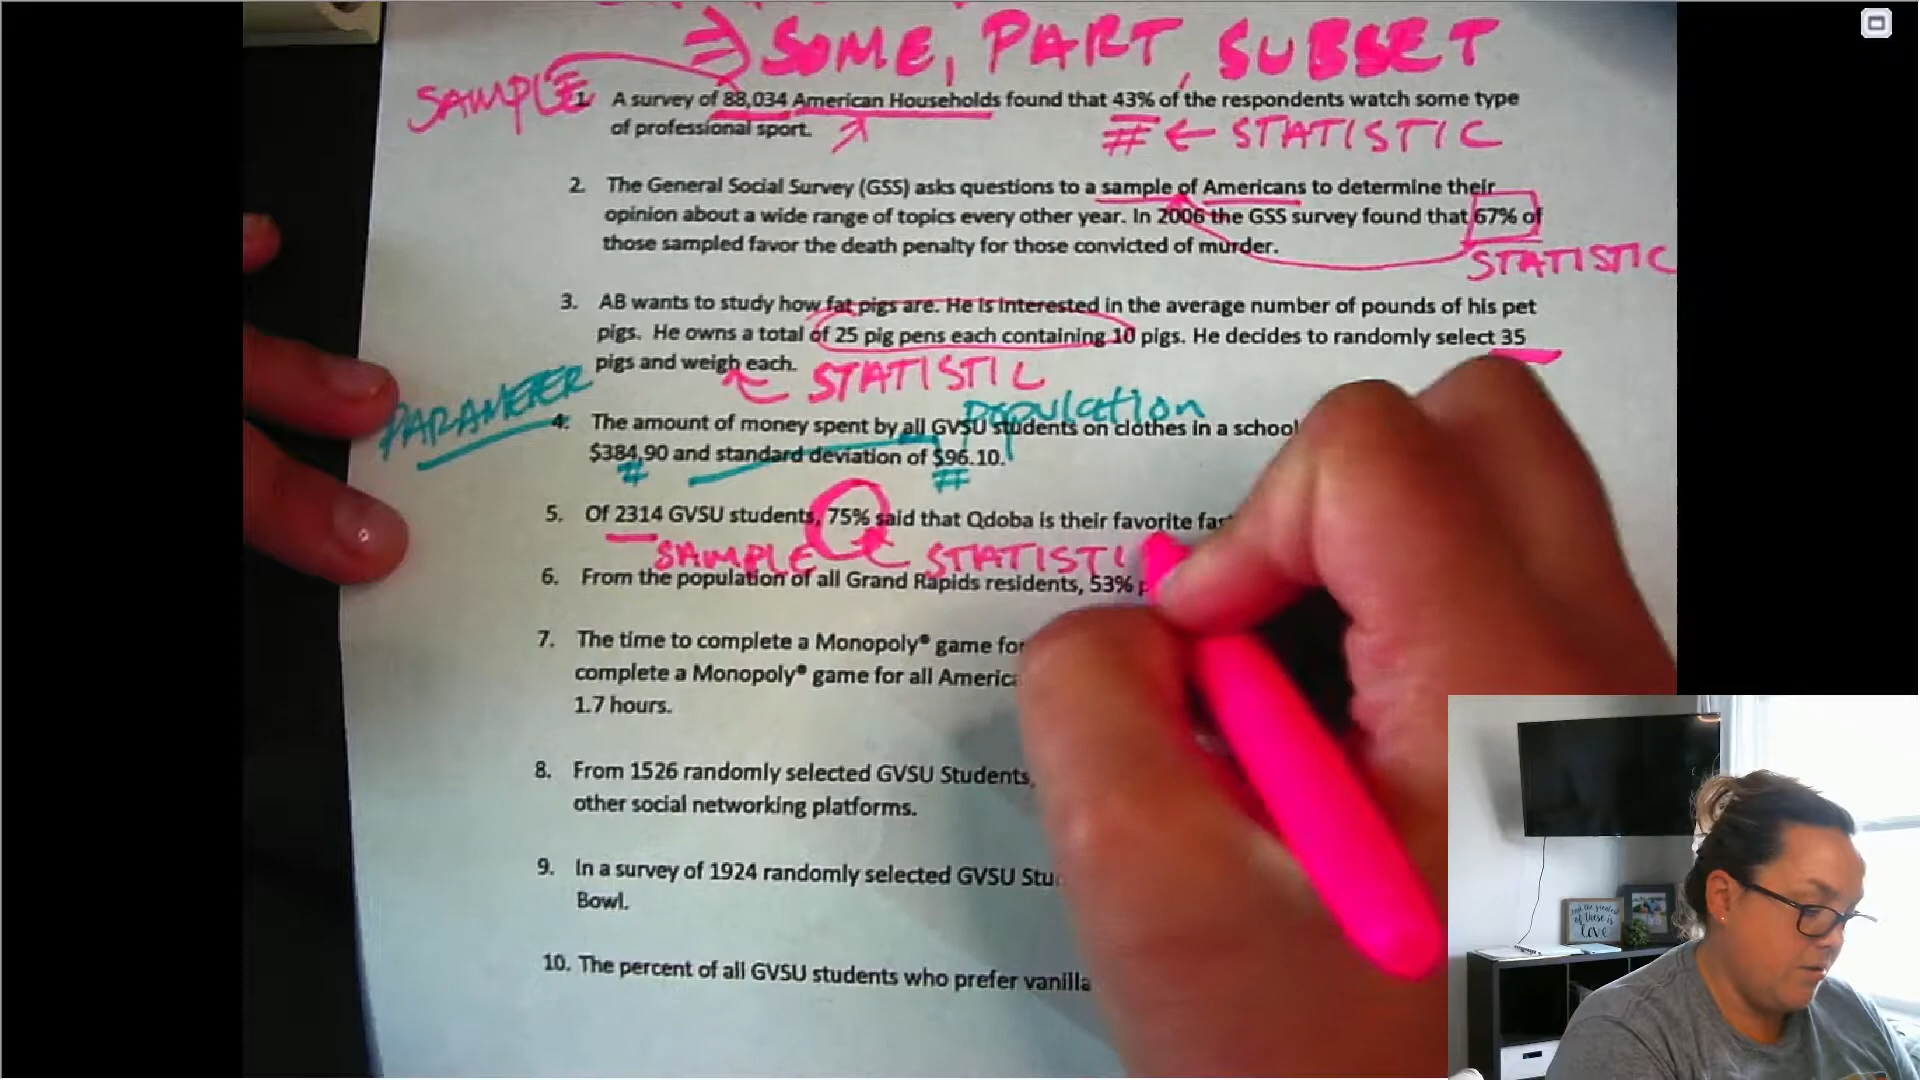 ⇒ SOME, PART, SUBSET
SAMPLE
1. A survey of 88,034 American Households found that 43% of the respondents watch some type
of professional sport.
# ← STATISTIC
2. The General Social Survey (GSS) asks questions to a sample of Americans to determine their
opinion about a wide range of topics every other year. In 2006 the GSS survey found that 67% of
those sampled favor the death penalty for those convicted of murder.
STATISTIC
3. AB wants to study how fat pigs are. He is interested in the average number of pounds of his pet
pigs. He owns a total of 25 pig pens each containing 10 pigs. He decides to randomly select 35
pigs and weigh each.
STATISTIC
PARAMETER
population
4. The amount of money spent by all GVSU students on clothes in a school
$384.90 and standard deviation of $96.10.
# #
5. Of 2314 GVSU students, 75% said that Qdoba is their favorite
SAMPLE STATISTI
6. From the population of all Grand Rapids residents, 53%
7. The time to complete a Monopoly® game for
complete a Monopoly® game for all
1.7 hours.
8. From 1526 randomly selected GVSU Students,
other social networking platforms.
9. In a survey of 1924 randomly selected GVSU
Bowl.
10. The percent of all GVSU students who prefer vanilla
and the greatest
of these is
Love